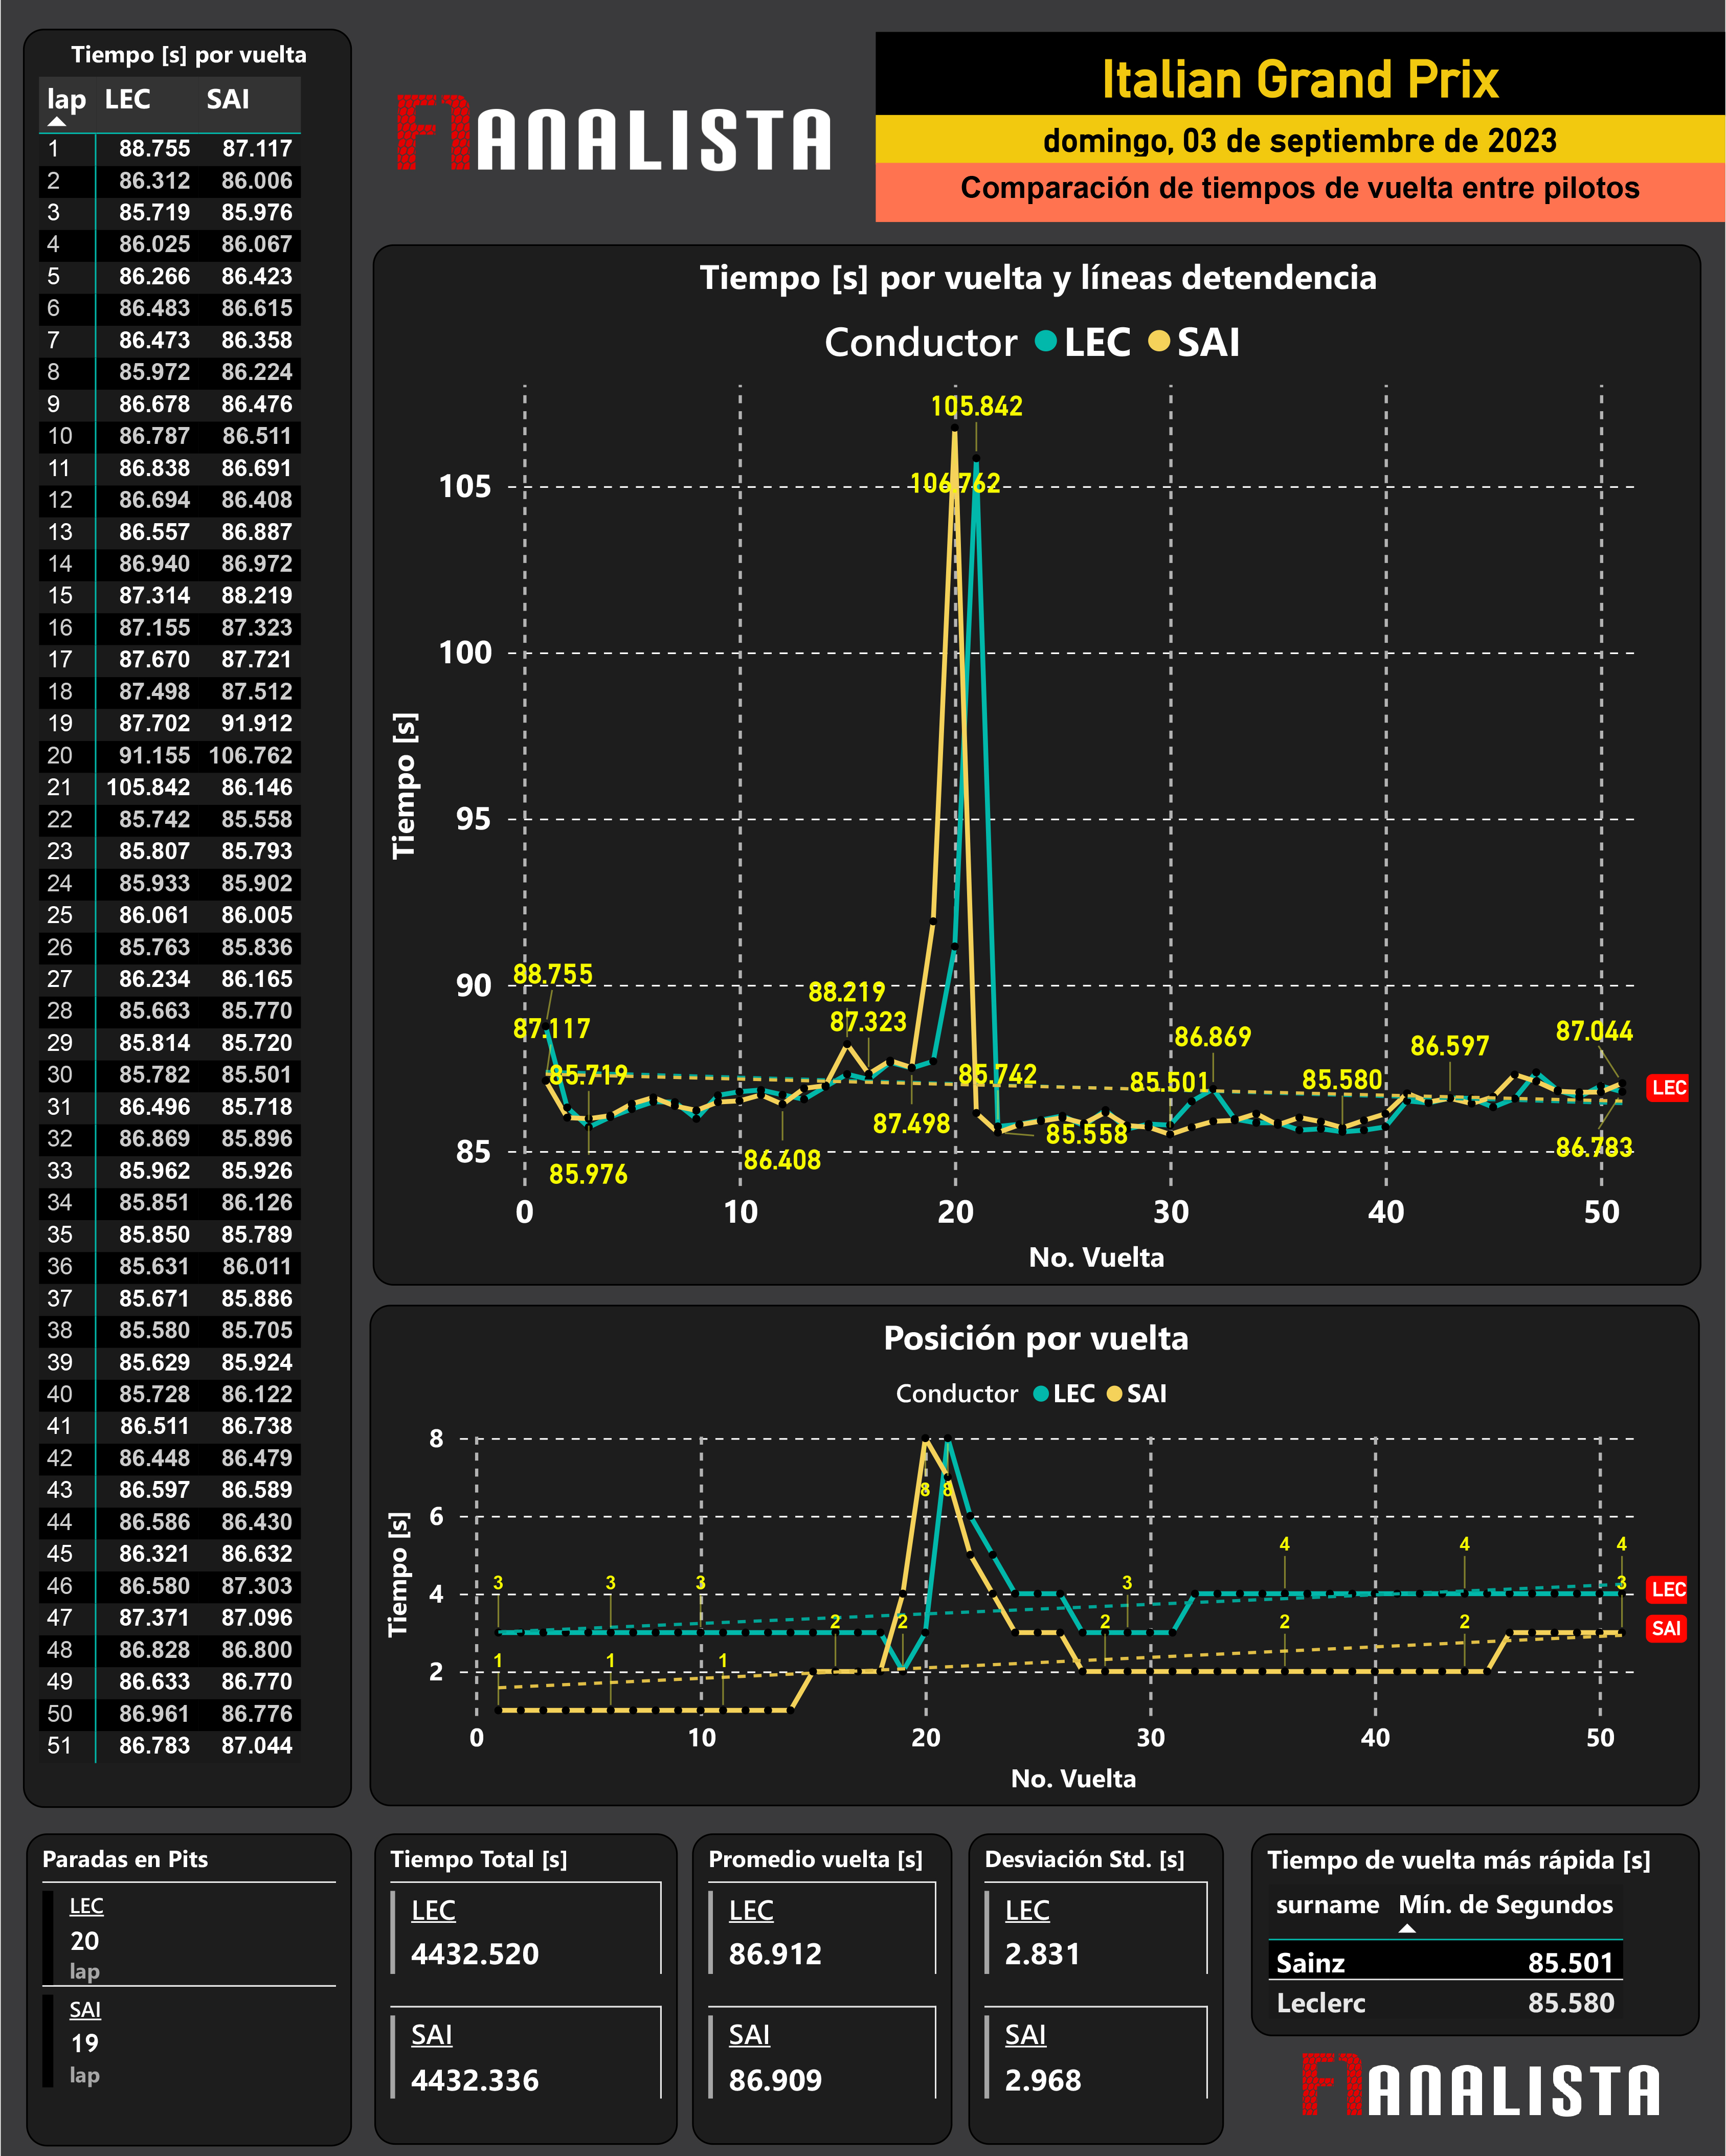 Tiempo [s] por vuelta
lap LEC SAI
1 88.755 87.117
2 86.312 86.006
3 85.719 85.976
4 86.025 86.067
5 86.266 86.423
6 86.483 86.615
7 86.473 86.358
8 85.972 86.224
9 86.678 86.476
10 86.787 86.511
11 86.838 86.691
12 86.694 86.408
13 86.557 86.887
14 86.940 86.972
15 87.314 88.219
16 87.155 87.323
17 87.670 87.721
18 87.498 87.512
19 87.702 91.912
20 91.155 106.762
21 105.842 86.146
22 85.742 85.558
23 85.807 85.793
24 85.933 85.902
25 86.061 86.005
26 85.763 85.836
27 86.234 86.165
28 85.663 85.770
29 85.814 85.720
30 85.782 85.501
31 86.496 85.718
32 86.869 85.896
33 85.962 85.926
34 85.851 86.126
35 85.850 85.789
36 85.631 86.011
37 85.671 85.886
38 85.580 85.705
39 85.629 85.924
40 85.728 86.122
41 86.511 86.738
42 86.448 86.479
43 86.597 86.589
44 86.586 86.430
45 86.321 86.632
46 86.580 87.303
47 87.371 87.096
48 86.828 86.800
49 86.633 86.770
50 86.961 86.776
51 86.783 87.044
F1ANALISTA
Italian Grand Prix
domingo, 03 de septiembre de 2023
Comparación de tiempos de vuelta entre pilotos
Tiempo [s] por vuelta y líneas detendencia
Conductor LEC SAI
105.842
105
106.762
100
Tiempo [s]
95
90
88.755
88.219
87.117
87.323
86.869
86.597
87.044
85.719
85.742
85.501
85.580
LEC
87.498
85.558
85
85.976
86.408
86.783
0 10 20 30 40 50
No. Vuelta
Posición por vuelta
Conductor LEC SAI
8
8 8
6
Tiempo [s]
4 4 4
4
3 3 3 3 3
LEC
2 2 2 2 2
SAI
2
1 1 1
0 10 20 30 40 50
No. Vuelta
Paradas en Pits
LEC
20
lap
SAI
19
lap
Tiempo Total [s]
LEC
4432.520
SAI
4432.336
Promedio vuelta [s]
LEC
86.912
SAI
86.909
Desviación Std. [s]
LEC
2.831
SAI
2.968
Tiempo de vuelta más rápida [s]
surname Mín. de Segundos
Sainz 85.501
Leclerc 85.580
F1ANALISTA